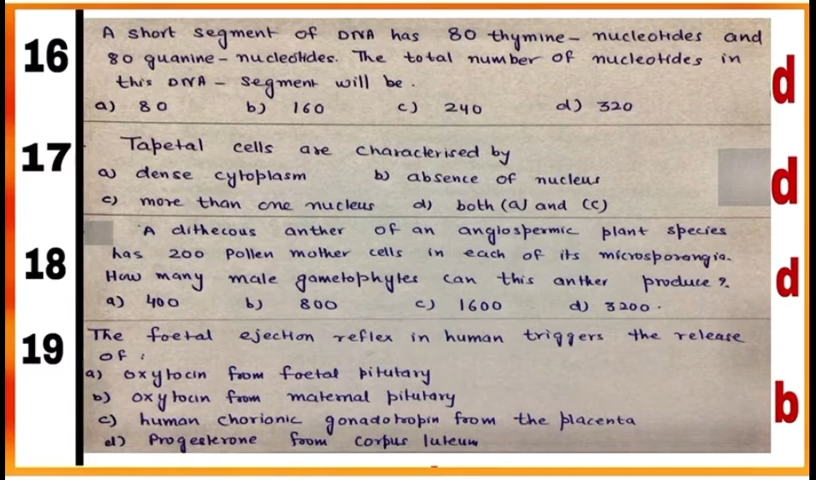 16
A short segment of DNA has 80 thymine - nucleotides and
80 guanine - nucleotides. The total number of nucleotides in
this DNA - segment will be.
a) 80 b) 160 c) 240 d) 320
d
17
Tapetal cells are characterised by
a) dense cytoplasm b) absence of nucleus
c) more than one nucleus d) both (a) and (c)
d
18
A dithecous anther of an angiospermic plant species
has 200 pollen mother cells in each of its microsporangia.
How many male gametophytes can this anther produce?
a) 400 b) 800 c) 1600 d) 3200.
d
19
The foetal ejection reflex in human triggers the release
of:
a) oxytocin from foetal pitutary
b) oxytocin from maternal pitutary
c) human chorionic gonadotropin from the placenta
d) Progesterone from corpus luteum
b